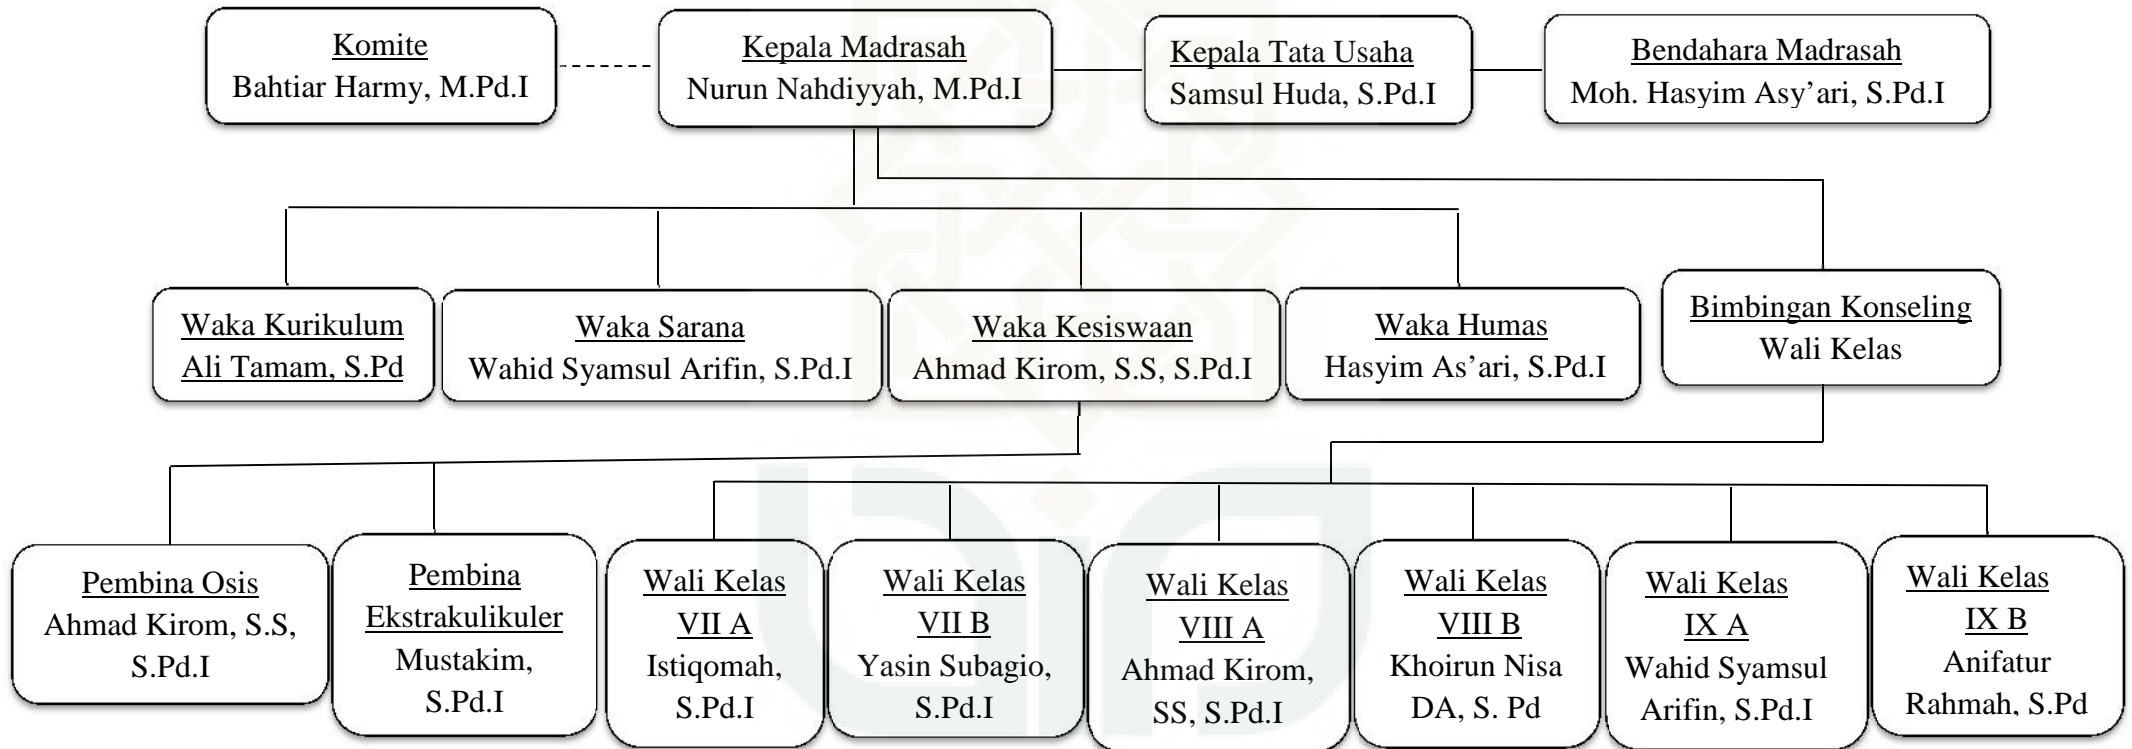 Komite
Bahtiar Harmy, M.Pd.I
Kepala Madrasah
Nurun Nahdiyyah, M.Pd.I
Kepala Tata Usaha
Samsul Huda, S.Pd.I
Bendahara Madrasah
Moh. Hasyim Asy’ari, S.Pd.I
Waka Kurikulum
Ali Tamam, S.Pd
Waka Sarana
Wahid Syamsul Arifin, S.Pd.I
Waka Kesiswaan
Ahmad Kirom, S.S, S.Pd.I
Waka Humas
Hasyim As’ari, S.Pd.I
Bimbingan Konseling
Wali Kelas
Pembina Osis
Ahmad Kirom, S.S,
S.Pd.I
Pembina
Ekstrakulikuler
Mustakim,
S.Pd.I
Wali Kelas
VII A
Istiqomah,
S.Pd.I
Wali Kelas
VII B
Yasin Subagio,
S.Pd.I
Wali Kelas
VIII A
Ahmad Kirom,
SS, S.Pd.I
Wali Kelas
VIII B
Khoirun Nisa
DA, S. Pd
Wali Kelas
IX A
Wahid Syamsul
Arifin, S.Pd.I
Wali Kelas
IX B
Anifatur
Rahmah, S.Pd